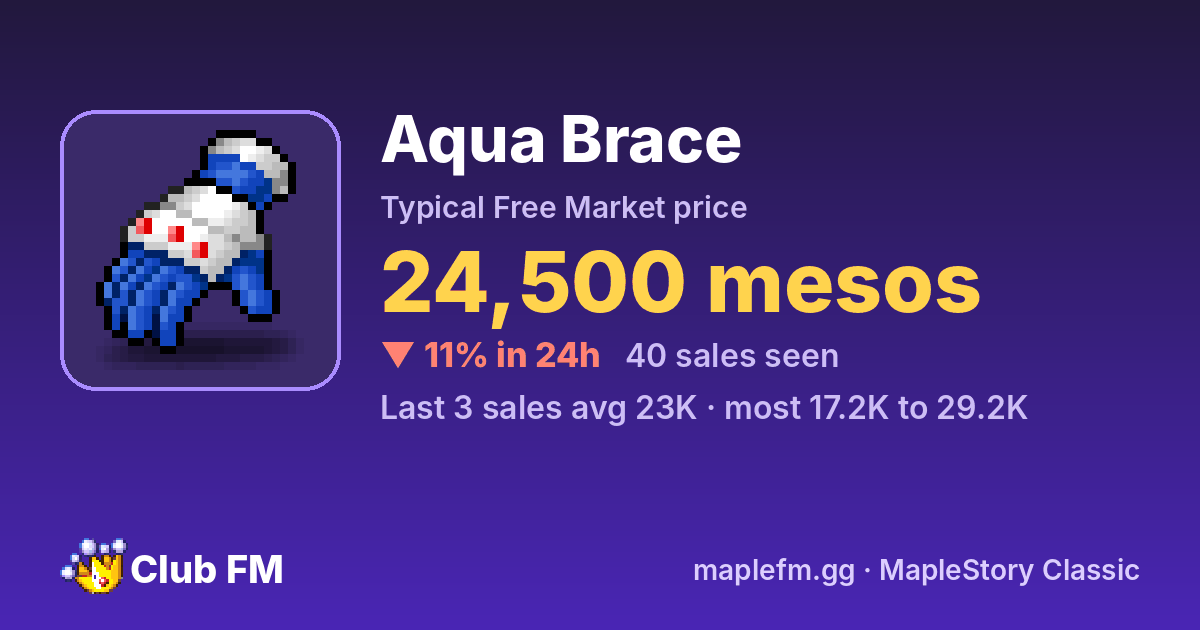 Aqua Brace
Typical Free Market price
24,500 mesos
▼ 11% in 24h 40 sales seen
Last 3 sales avg 23K · most 17.2K to 29.2K
Club FM
maplefm.gg · MapleStory Classic